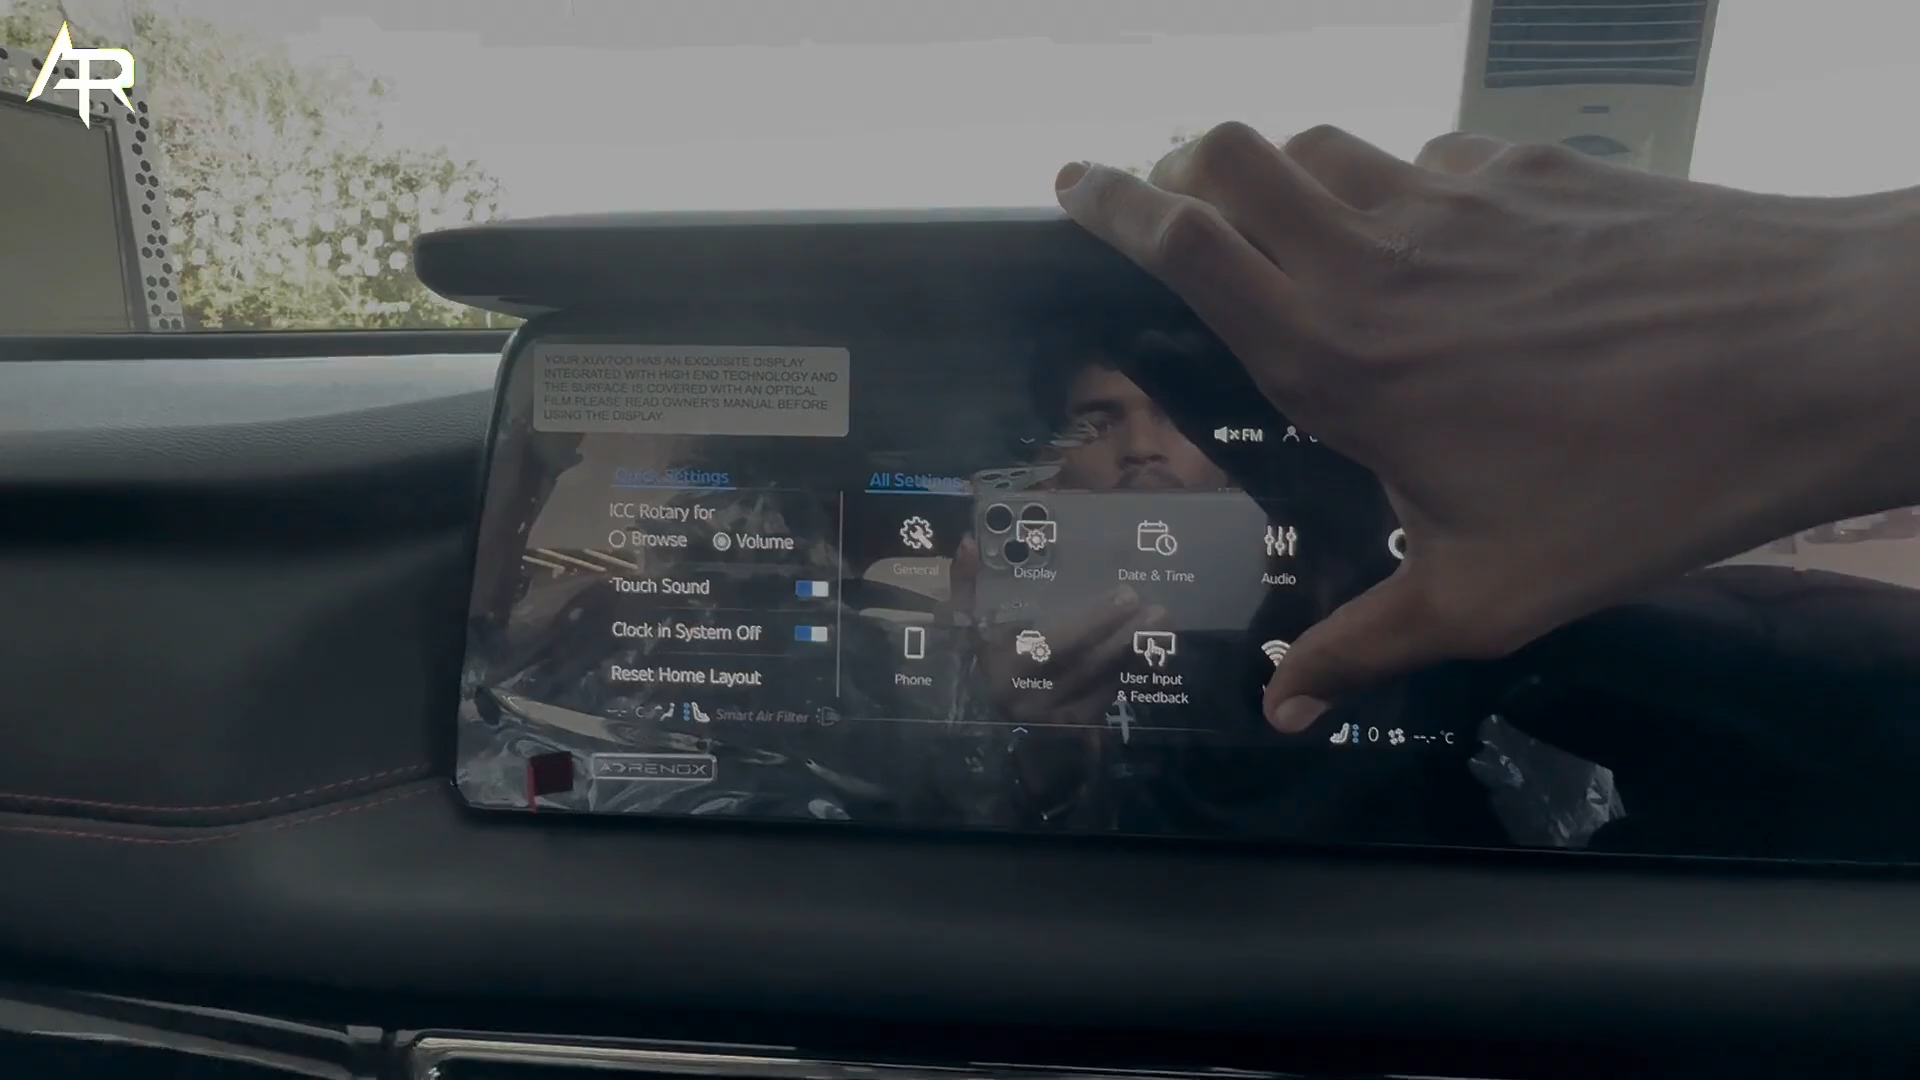 ATR
YOUR XUV700 HAS AN EXQUISITE DISPLAY
INTEGRATED WITH HIGH END TECHNOLOGY AND
THE SURFACE IS COVERED WITH AN OPTICAL
FILM PLEASE READ OWNER'S MANUAL BEFORE
USING THE DISPLAY.
FM
Quick Settings
All Settings
ICC Rotary for
Browse
Volume
Touch Sound
Clock in System Off
Reset Home Layout
General
Display
Date & Time
Audio
Phone
Vehicle
User Input
& Feedback
--.- °C
Smart Air Filter
0
--.- °C
ADRENOX